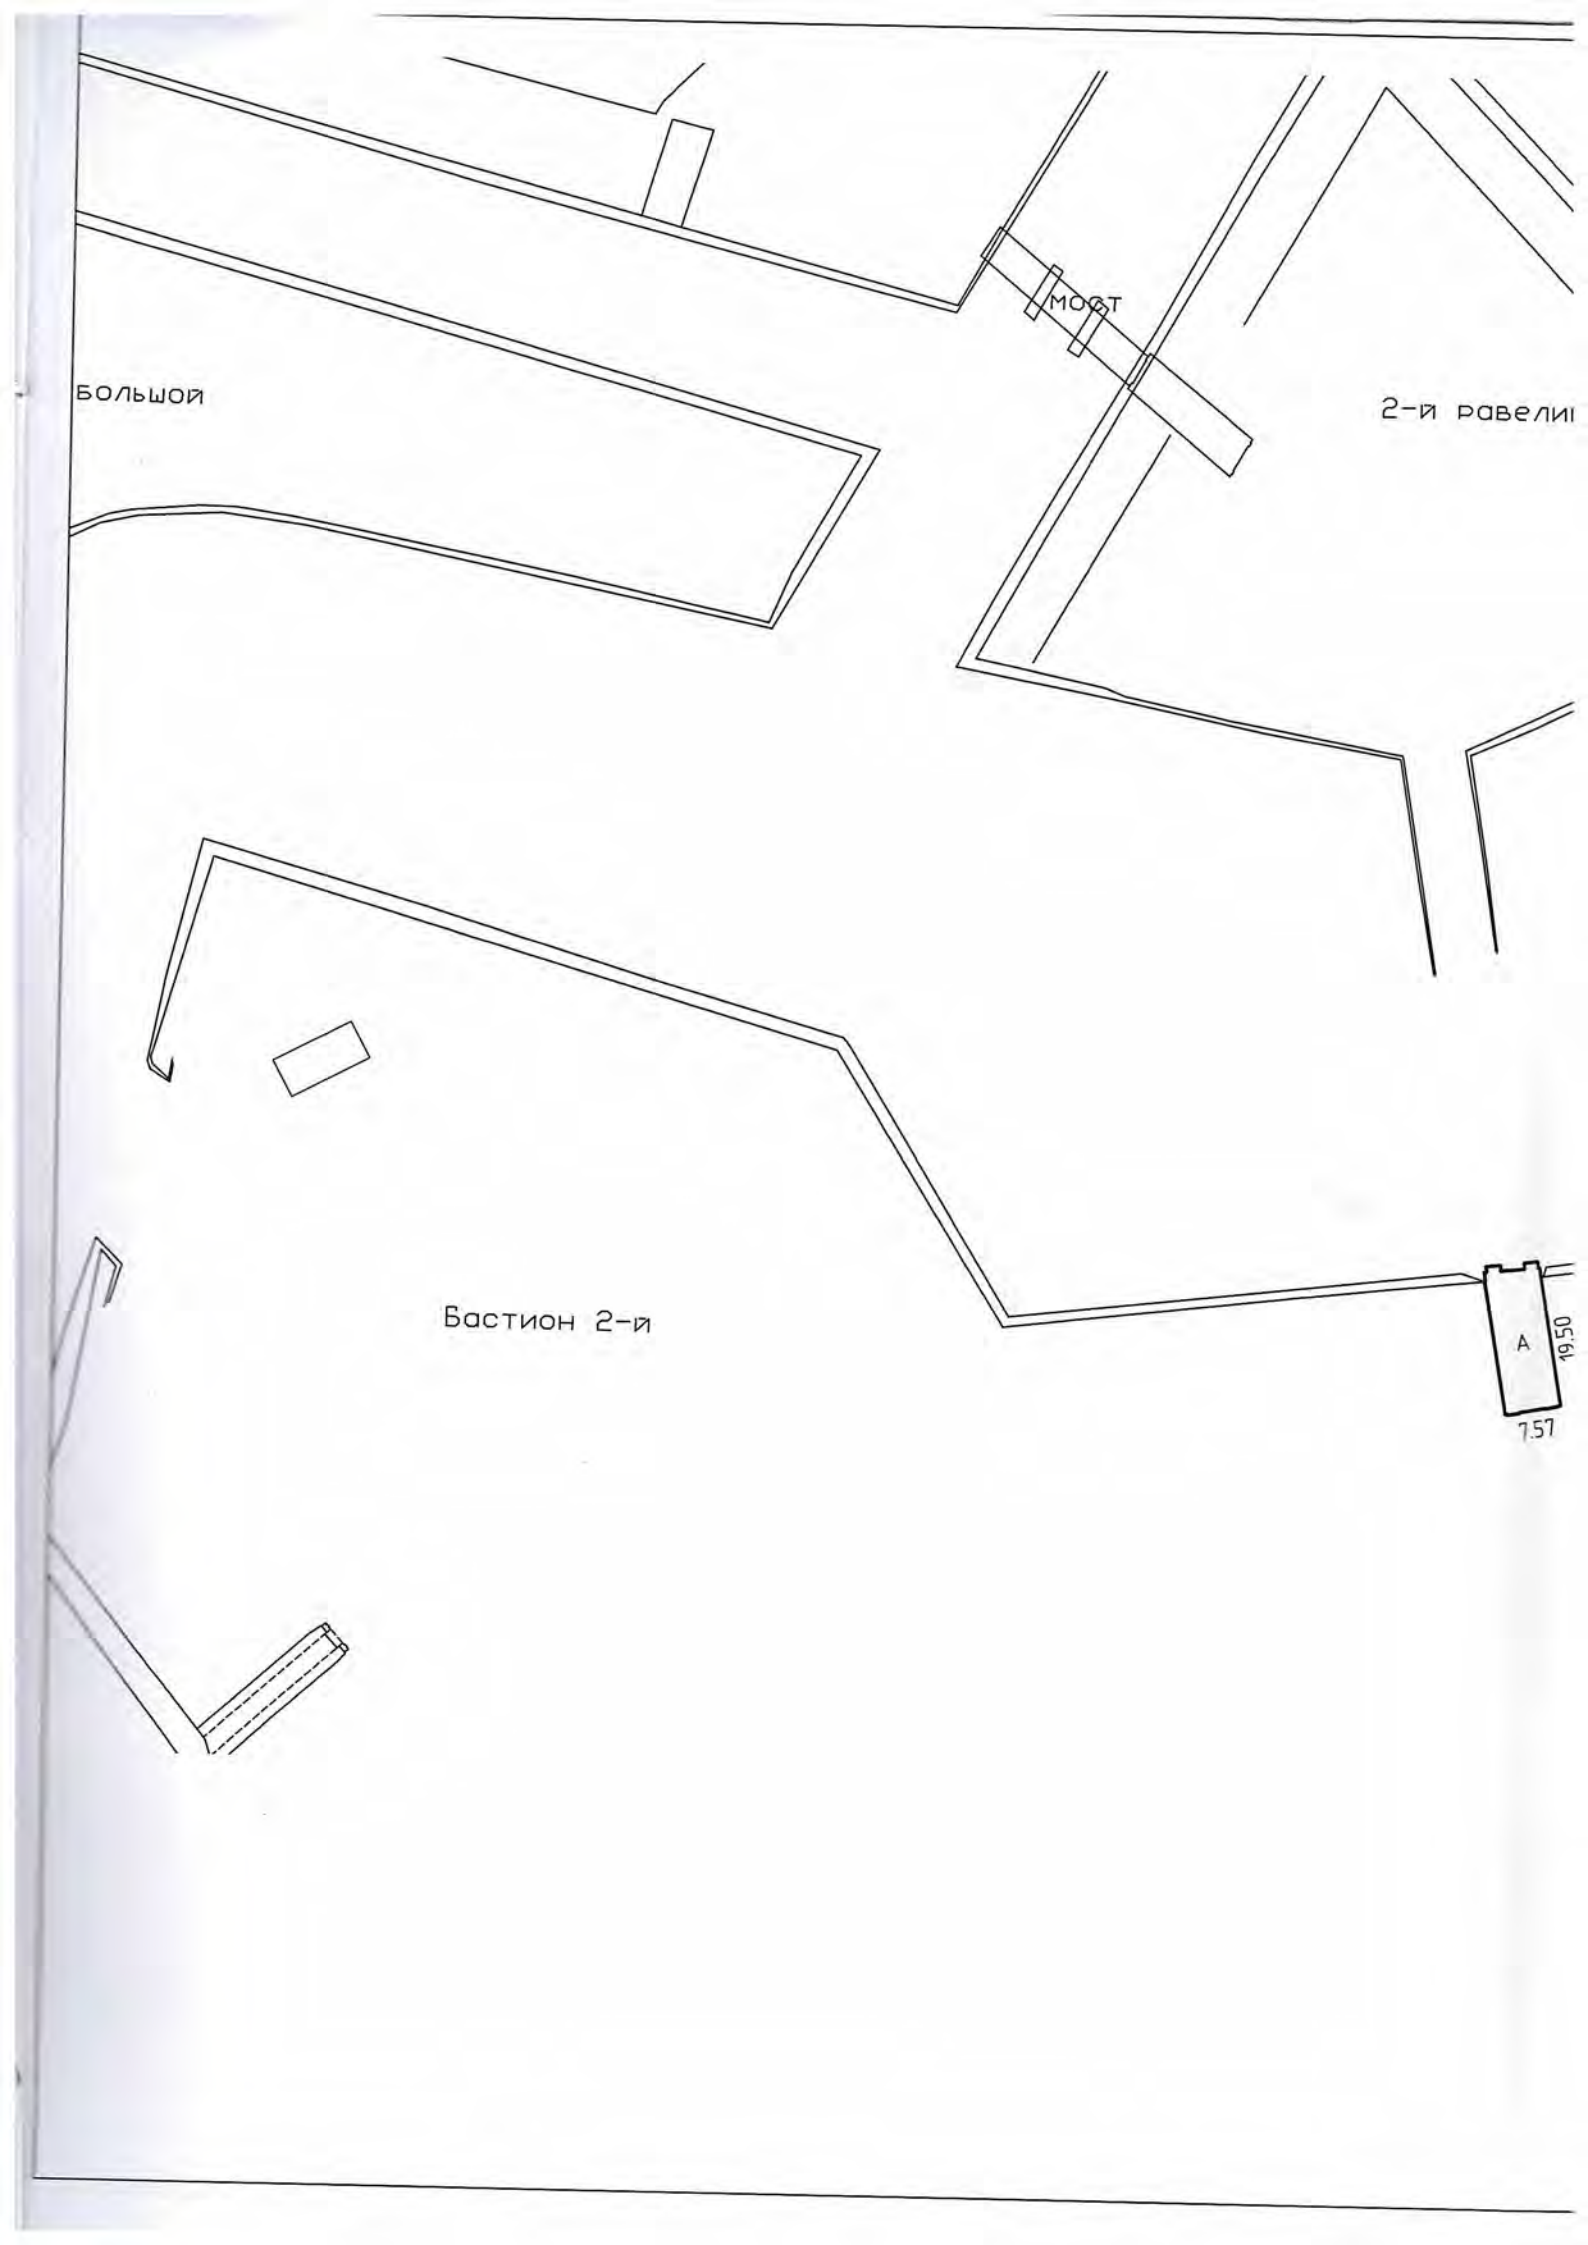 мост
большой
2-й равели
Бастион 2-й
А
19.50
7.57